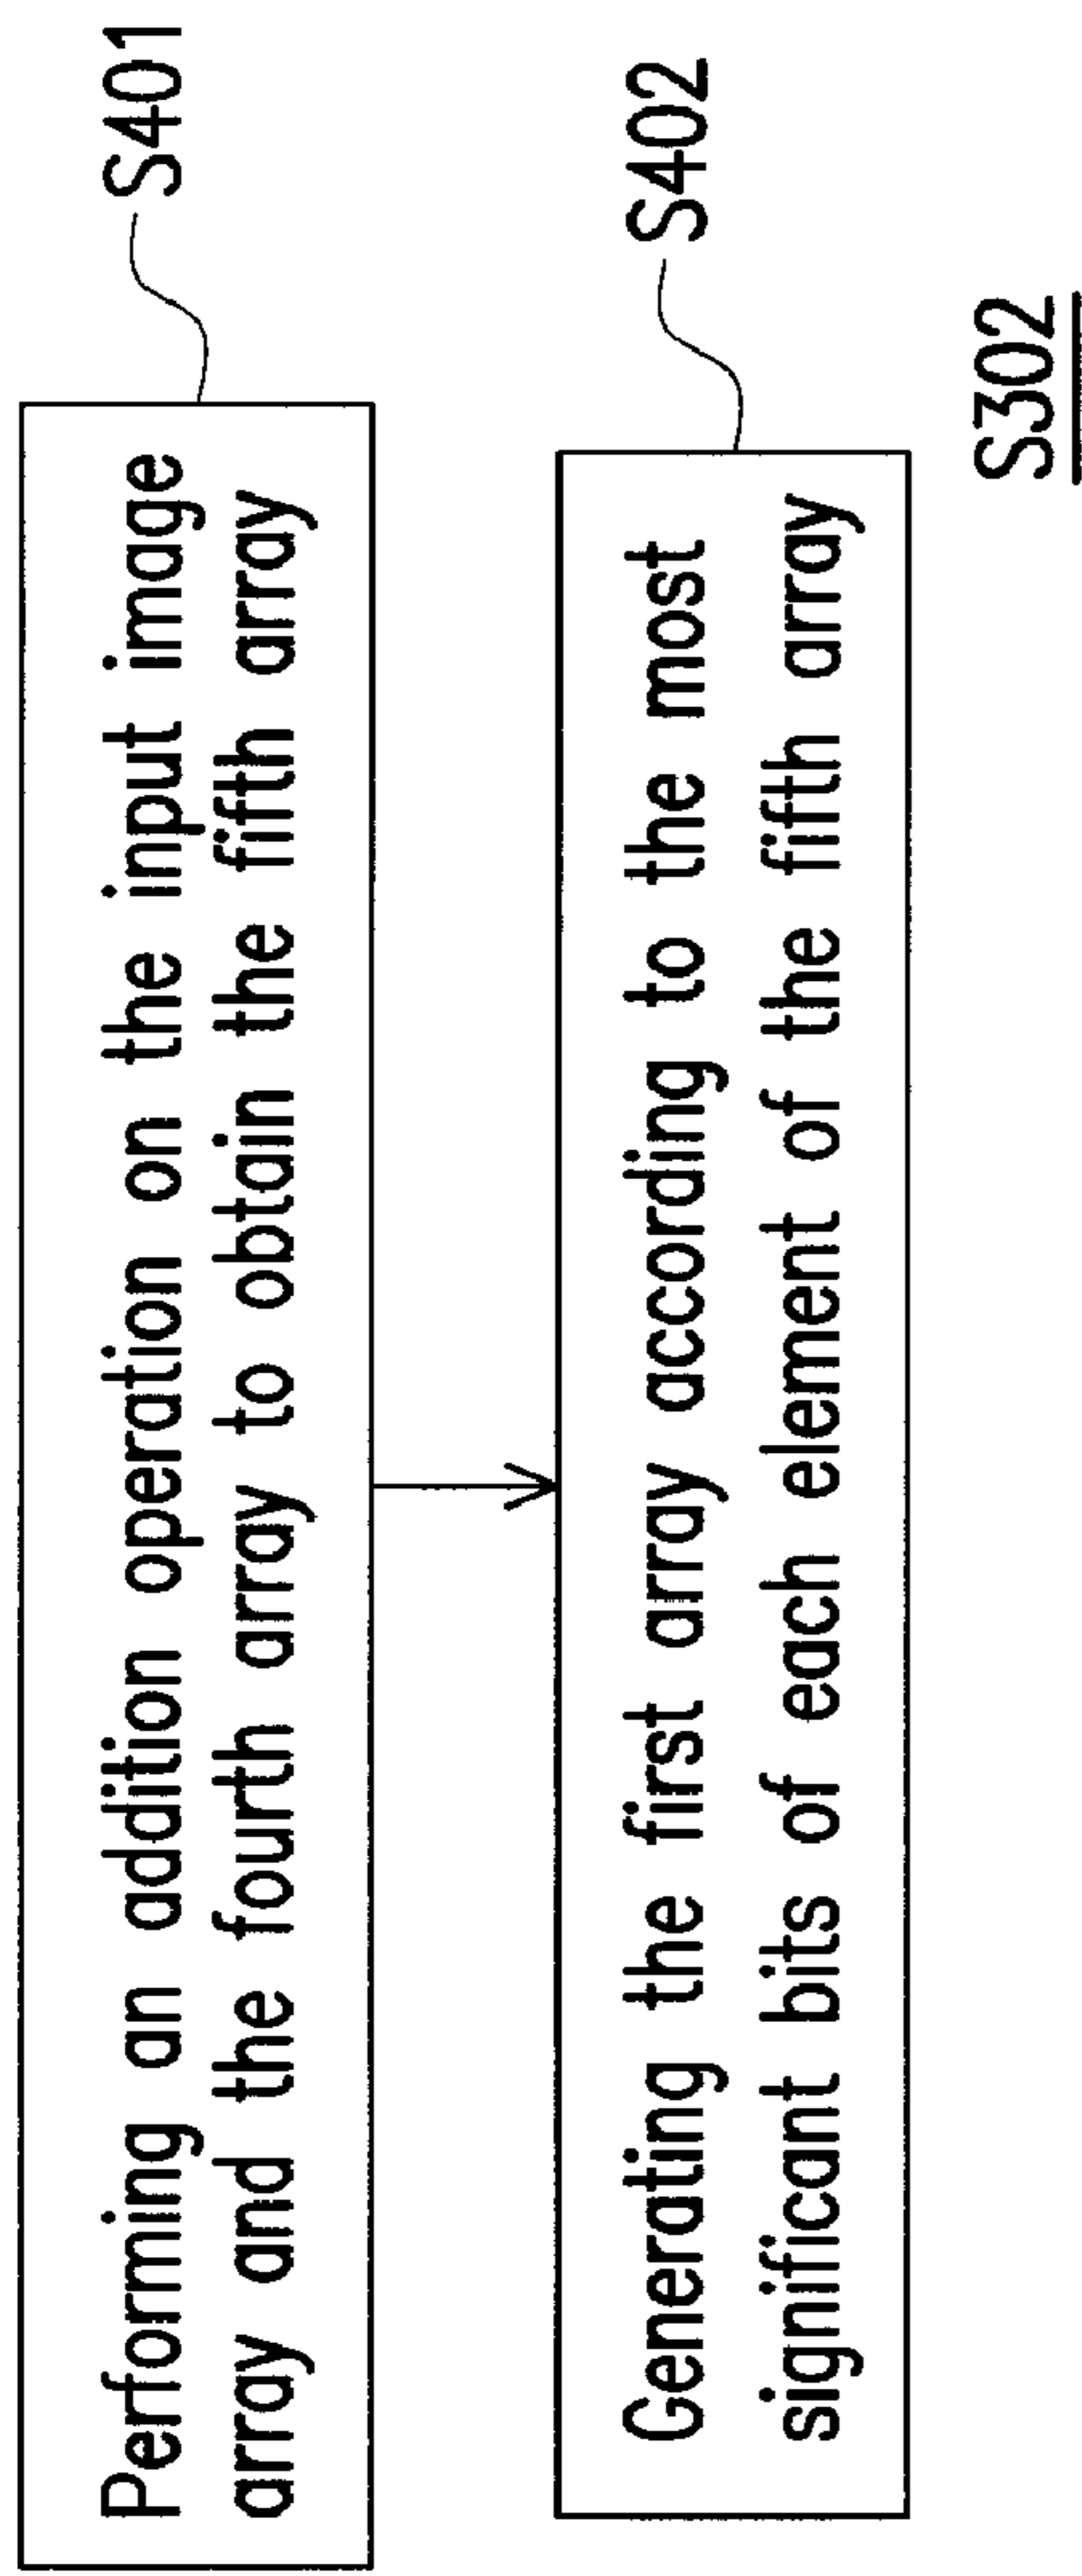 Performing an addition operation on the input image
array and the fourth array to obtain the fifth array
S401
Generating the first array according to the most
significant bits of each element of the fifth array
S402
S302